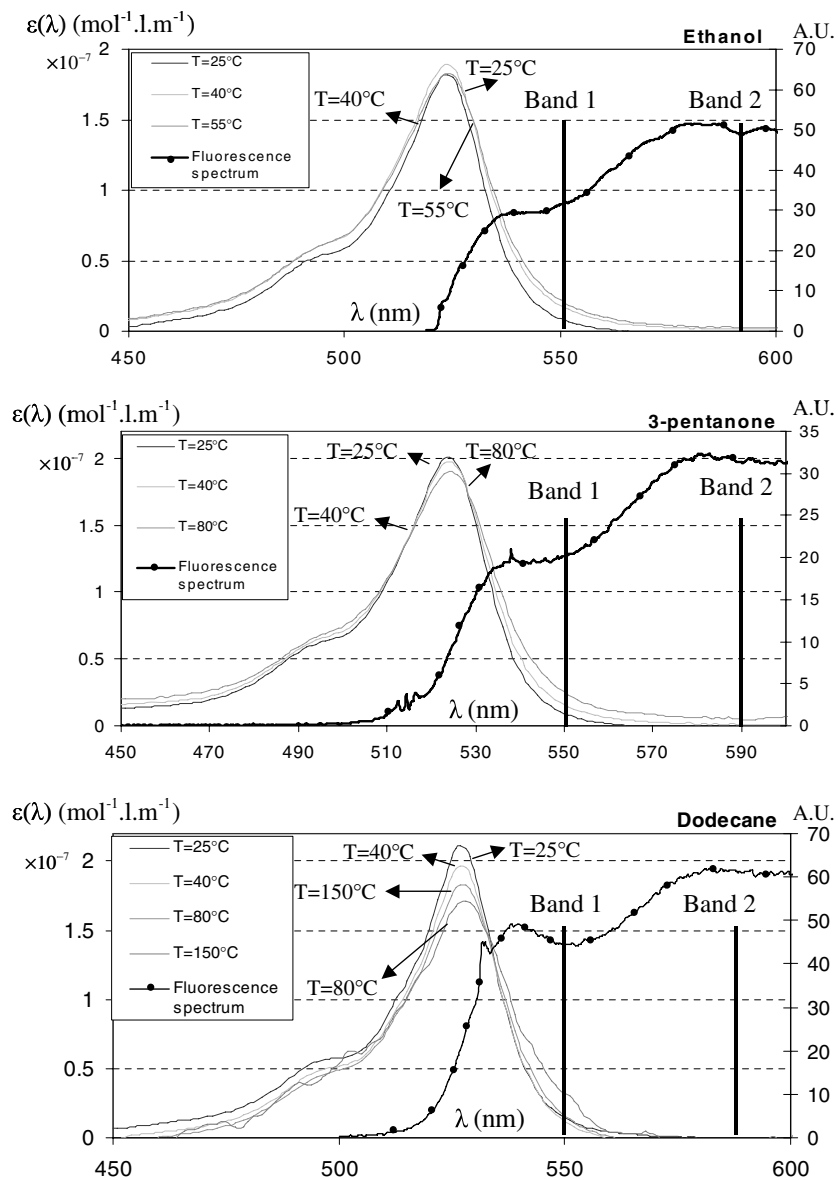 ε(λ) (mol⁻¹.l.m⁻¹)
A.U.
×10⁻⁷
Ethanol
T=25°C
T=40°C
T=55°C
Fluorescence
spectrum
T=25°C
T=40°C
T=55°C
Band 1
Band 2
2
1.5
1
0.5
0
70
60
50
40
30
20
10
0
λ (nm)
450
500
550
600
ε(λ) (mol⁻¹.l.m⁻¹)
A.U.
×10⁻⁷
3-pentanone
T=25°C
T=40°C
T=80°C
Fluorescence
spectrum
T=25°C
T=80°C
T=40°C
Band 1
Band 2
2
1.5
1
0.5
0
35
30
25
20
15
10
5
0
λ (nm)
450
470
490
510
530
550
570
590
ε(λ) (mol⁻¹.l.m⁻¹)
A.U.
×10⁻⁷
Dodecane
T=25°C
T=40°C
T=80°C
T=150°C
Fluorescence
spectrum
T=40°C
T=25°C
T=150°C
T=80°C
Band 1
Band 2
2
1.5
1
0.5
0
70
60
50
40
30
20
10
0
λ (nm)
450
500
550
600